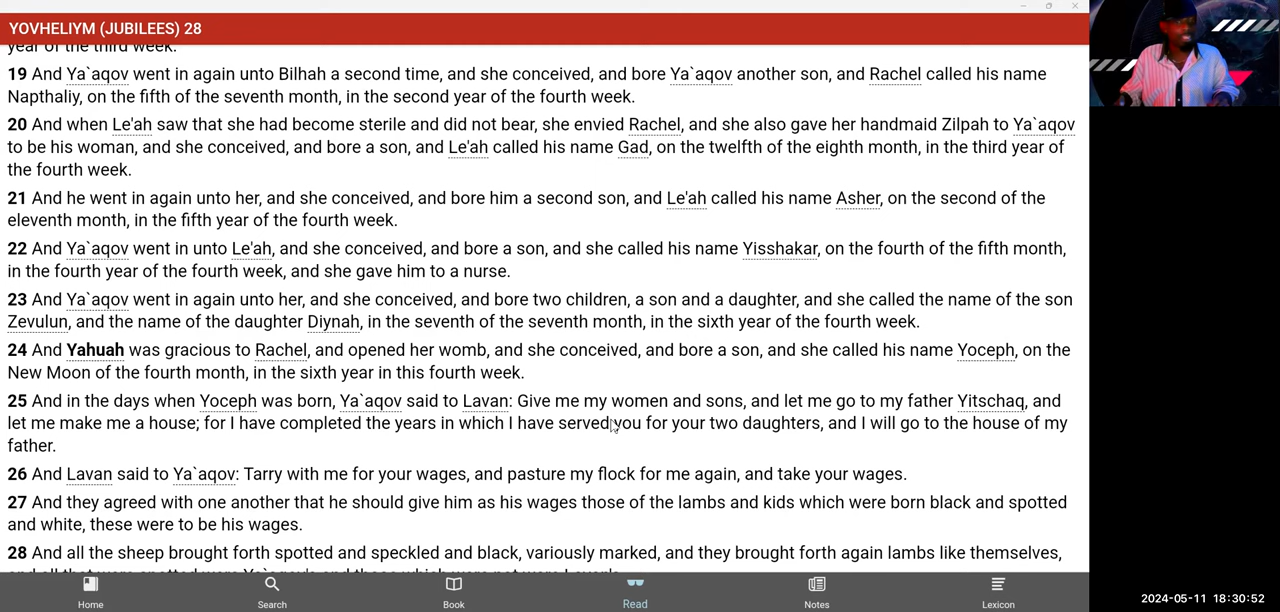 YOVHELIYM (JUBILEES) 28
year of the third week.
19 And Ya`aqov went in again unto Bilhah a second time, and she conceived, and bore Ya`aqov another son, and Rachel called his name
Napthaliy, on the fifth of the seventh month, in the second year of the fourth week.
20 And when Le'ah saw that she had become sterile and did not bear, she envied Rachel, and she also gave her handmaid Zilpah to Ya`aqov
to be his woman, and she conceived, and bore a son, and Le'ah called his name Gad, on the twelfth of the eighth month, in the third year of
the fourth week.
21 And he went in again unto her, and she conceived, and bore him a second son, and Le'ah called his name Asher, on the second of the
eleventh month, in the fifth year of the fourth week.
22 And Ya`aqov went in unto Le'ah, and she conceived, and bore a son, and she called his name Yisshakar, on the fourth of the fifth month,
in the fourth year of the fourth week, and she gave him to a nurse.
23 And Ya`aqov went in again unto her, and she conceived, and bore two children, a son and a daughter, and she called the name of the son
Zevulun, and the name of the daughter Diynah, in the seventh of the seventh month, in the sixth year of the fourth week.
24 And Yahuah was gracious to Rachel, and opened her womb, and she conceived, and bore a son, and she called his name Yoceph, on the
New Moon of the fourth month, in the sixth year in this fourth week.
25 And in the days when Yoceph was born, Ya`aqov said to Lavan: Give me my women and sons, and let me go to my father Yitschaq, and
let me make me a house; for I have completed the years in which I have served you for your two daughters, and I will go to the house of my
father.
26 And Lavan said to Ya`aqov: Tarry with me for your wages, and pasture my flock for me again, and take your wages.
27 And they agreed with one another that he should give him as his wages those of the lambs and kids which were born black and spotted
and white, these were to be his wages.
28 And all the sheep brought forth spotted and speckled and black, variously marked, and they brought forth again lambs like themselves,
and all that were spotted were Ya`aqov's and those which were not were Lavan's.
Home
Search
Book
Read
Notes
Lexicon
2024-05-11 18:30:52